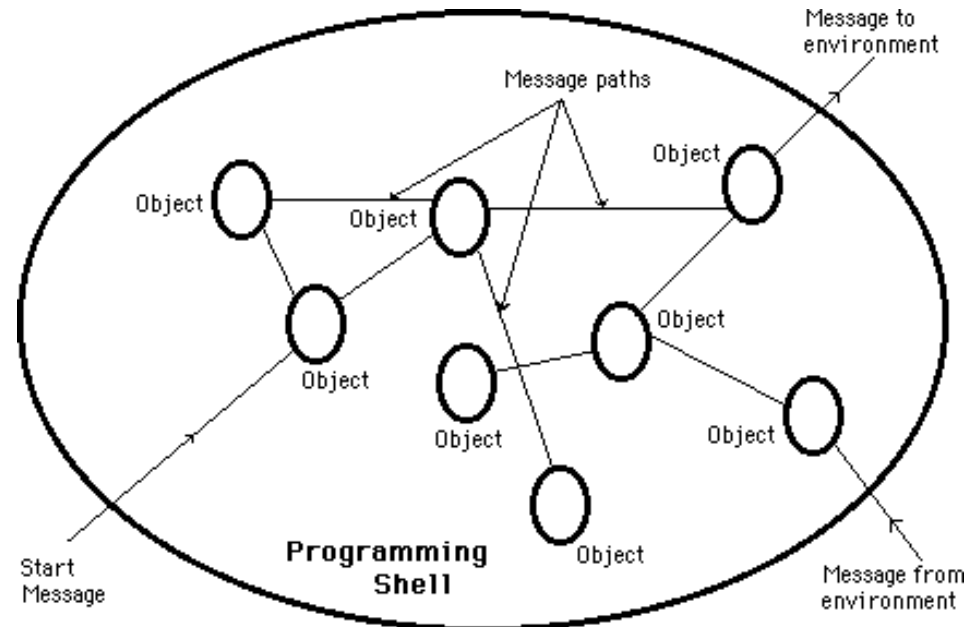 Message to
environment
Message paths
Object
Object
Object
Object
Object
Object
Object
Object
Programming
Shell
Start
Message
Message from
environment